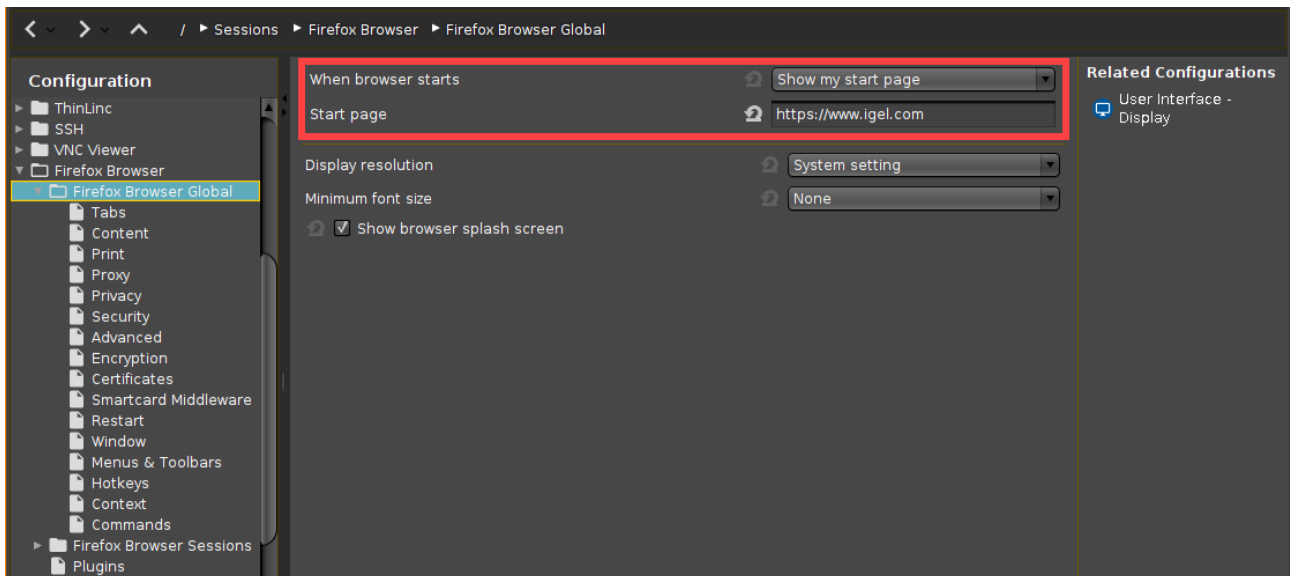 / Sessions Firefox Browser Firefox Browser Global
Configuration
ThinLinc
SSH
VNC Viewer
Firefox Browser
Firefox Browser Global
Tabs
Content
Print
Proxy
Privacy
Security
Advanced
Encryption
Certificates
Smartcard Middleware
Restart
Window
Menus & Toolbars
Hotkeys
Context
Commands
Firefox Browser Sessions
Plugins
When browser starts Show my start page
Start page https://www.igel.com
Display resolution System setting
Minimum font size None
Show browser splash screen
Related Configurations
User Interface -
Display